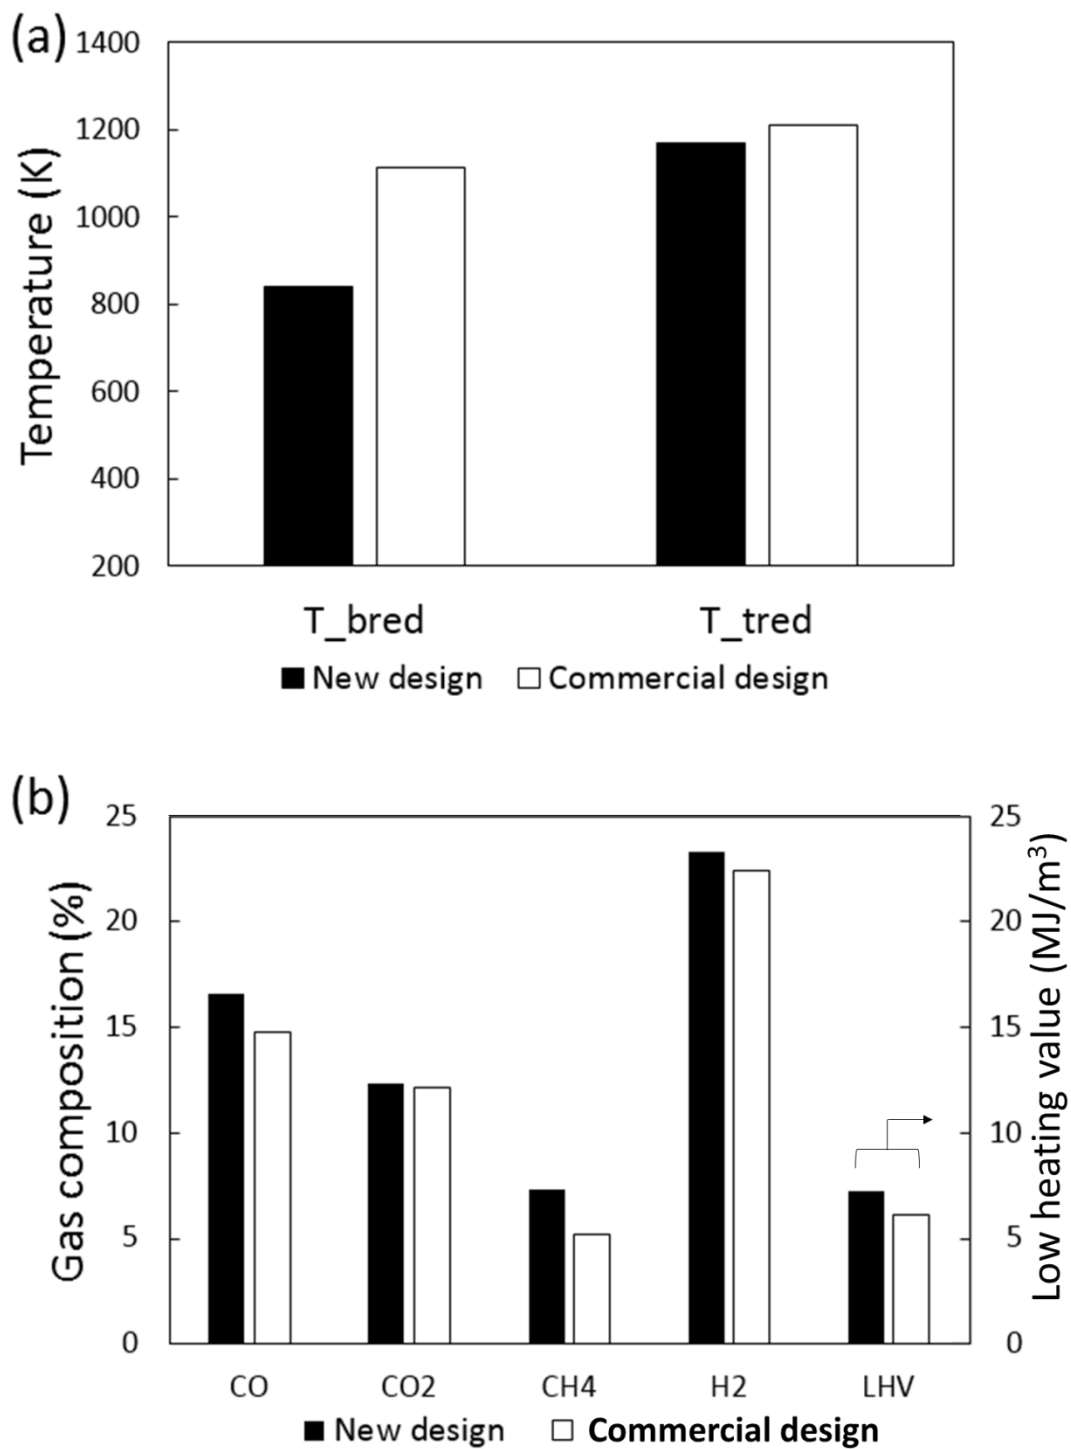 (a)
1400
1200
1000
800
600
400
200
Temperature (K)
T_bred T_tred
New design Commercial design
(b)
25 25
20 20
15 15
10 10
5 5
0 0
Gas composition (%)
Low heating value (MJ/m³)
CO CO2 CH4 H2 LHV
New design Commercial design